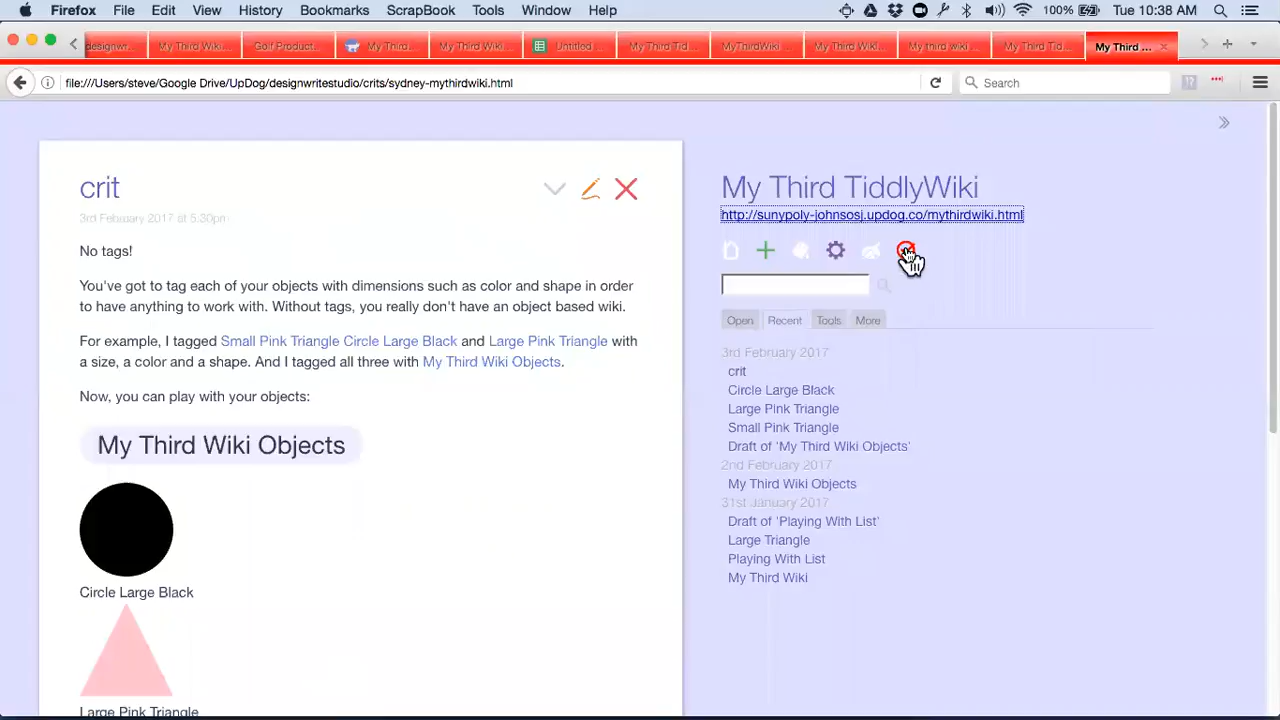 Firefox File Edit View History Bookmarks ScrapBook Tools Window Help 100% Tue 10:38 AM
designwr... My Third Wiki... Golf Product... My Third... My Third Wiki... Untitled My Third Tid... MyThirdWiki ... My Third Wiki... My third wiki ... My Third Tid... My Third ...
file:///Users/steve/Google Drive/UpDog/designwritestudio/crits/sydney-mythirdwiki.html
Search
crit
3rd February 2017 at 5:30pm
No tags!
You've got to tag each of your objects with dimensions such as color and shape in order
to have anything to work with. Without tags, you really don't have an object based wiki.
For example, I tagged Small Pink Triangle Circle Large Black and Large Pink Triangle with
a size, a color and a shape. And I tagged all three with My Third Wiki Objects.
Now, you can play with your objects:
My Third Wiki Objects
Circle Large Black
Large Pink Triangle
My Third TiddlyWiki
http://sunypoly-johnsosj.updog.co/mythirdwiki.html
Open Recent Tools More
3rd February 2017
crit
Circle Large Black
Large Pink Triangle
Small Pink Triangle
Draft of 'My Third Wiki Objects'
2nd February 2017
My Third Wiki Objects
31st January 2017
Draft of 'Playing With List'
Large Triangle
Playing With List
My Third Wiki